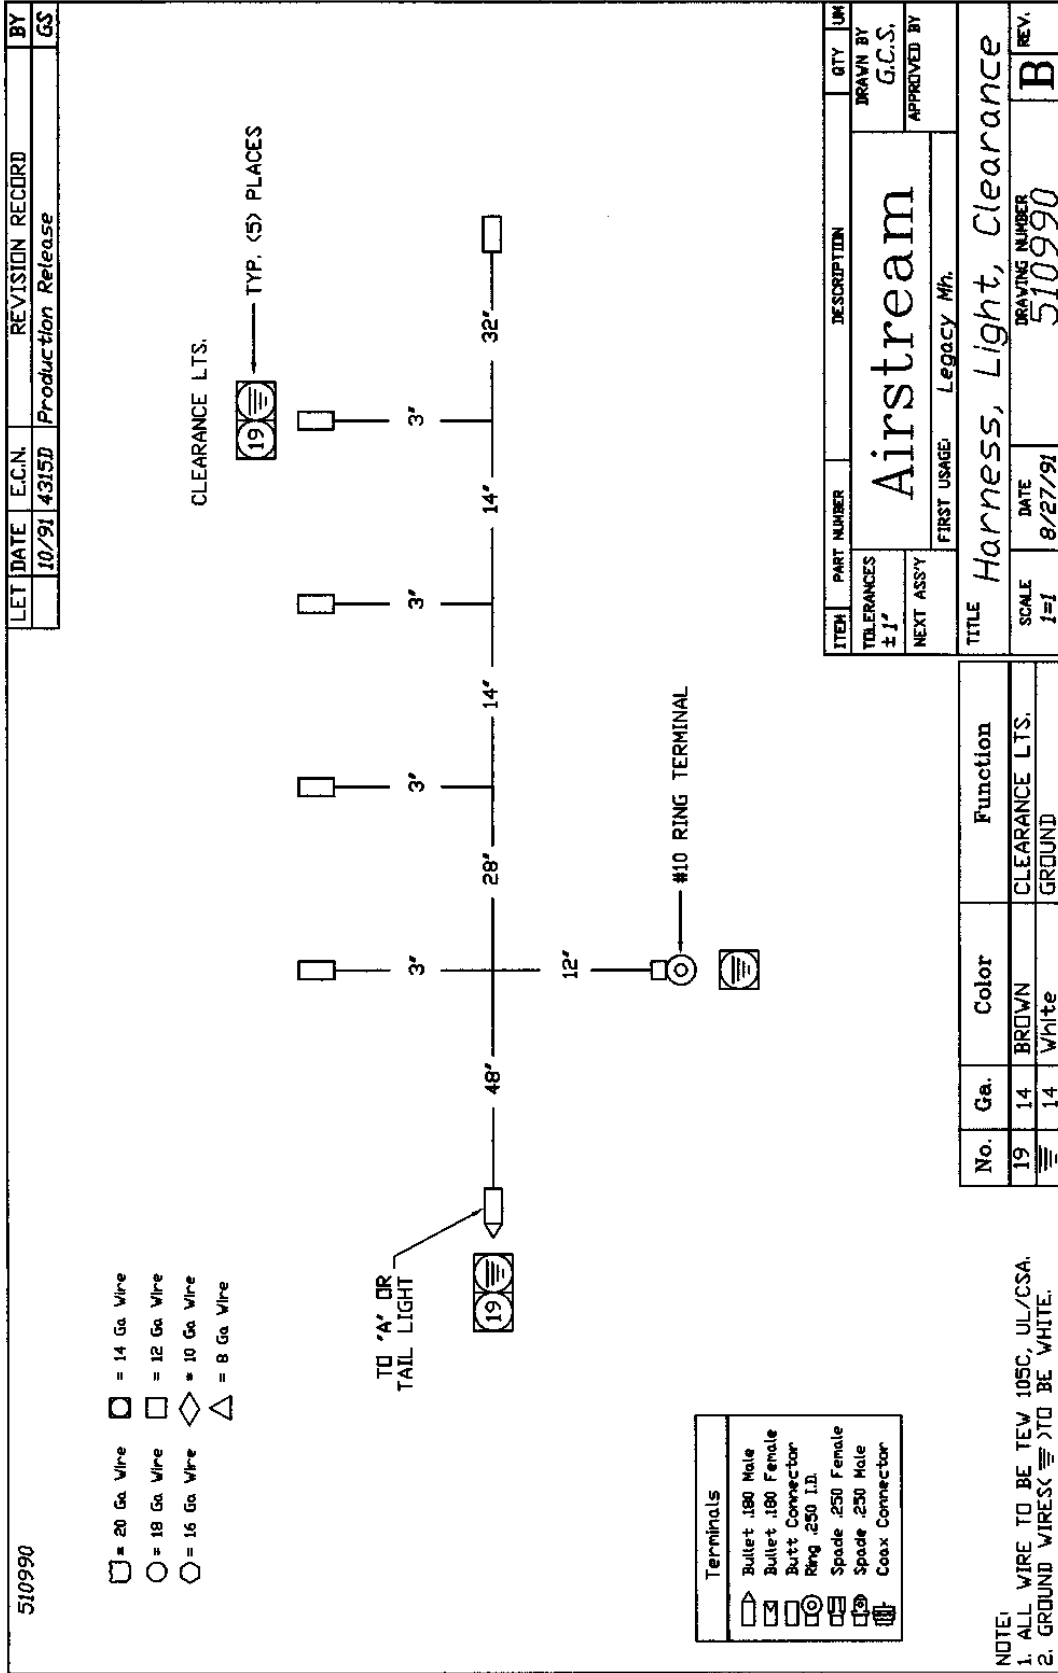 510990
LET DATE E.C.N. REVISION RECORD BY
10/91 4315D Production Release GS
= 20 Ga Wire = 14 Ga Wire
= 18 Ga Wire = 12 Ga Wire
= 16 Ga Wire = 10 Ga Wire
= 8 Ga Wire
CLEARANCE LTS.
19 TYP. (5) PLACES
TO "A" OR
TAIL LIGHT
19
3" 3" 3" 3"
48" 28" 14" 14" 32"
12"
#10 RING TERMINAL
Terminals
Bullet .180 Male
Bullet .180 Female
Butt Connector
Ring .250 I.D.
Spade .250 Female
Spade .250 Male
Coax Connector
NOTE:
1. ALL WIRE TO BE TEW 105C, UL/CSA.
2. GROUND WIRES( )TO BE WHITE.
No. Ga. Color Function
19 14 BROWN CLEARANCE LTS.
14 White GROUND
ITEM PART NUMBER DESCRIPTION QTY UM
TOLERANCES
±1"
Airstream
DRAWN BY
G.C.S.
NEXT ASS'Y
FIRST USAGE: Legacy Mh.
APPROVED BY
TITLE Harness, Light, Clearance
SCALE
1=1
DATE
8/27/91
DRAWING NUMBER
510990
B REV.